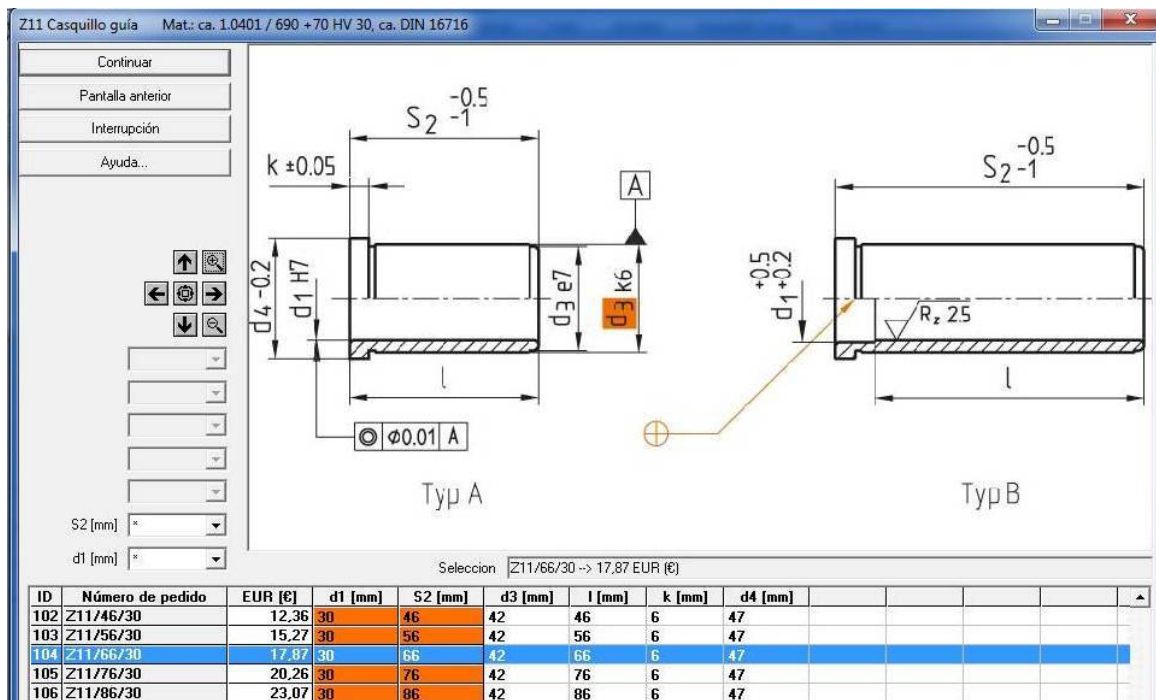 Z11 Casquillo guía Mat.: ca. 1.0401 / 690 +70 HV 30, ca. DIN 16716
Continuar
Pantalla anterior
Interrupción
Ayuda...
S2 -0.5 -1
k ±0.05
A
d4 -0.2
d1 H7
d3 e7
d3 k6
l
◎ ⌀0.01 A
Typ A
S2 -0.5 -1
d1 +0.5 +0.2
Rz 2.5
l
Typ B
S2 [mm] *
d1 [mm] *
Seleccion Z11/66/30 --> 17,87 EUR (€)
ID Número de pedido EUR [€] d1 [mm] S2 [mm] d3 [mm] l [mm] k [mm] d4 [mm]
102 Z11/46/30 12,36 30 46 42 46 6 47
103 Z11/56/30 15,27 30 56 42 56 6 47
104 Z11/66/30 17,87 30 66 42 66 6 47
105 Z11/76/30 20,26 30 76 42 76 6 47
106 Z11/86/30 23,07 30 86 42 86 6 47